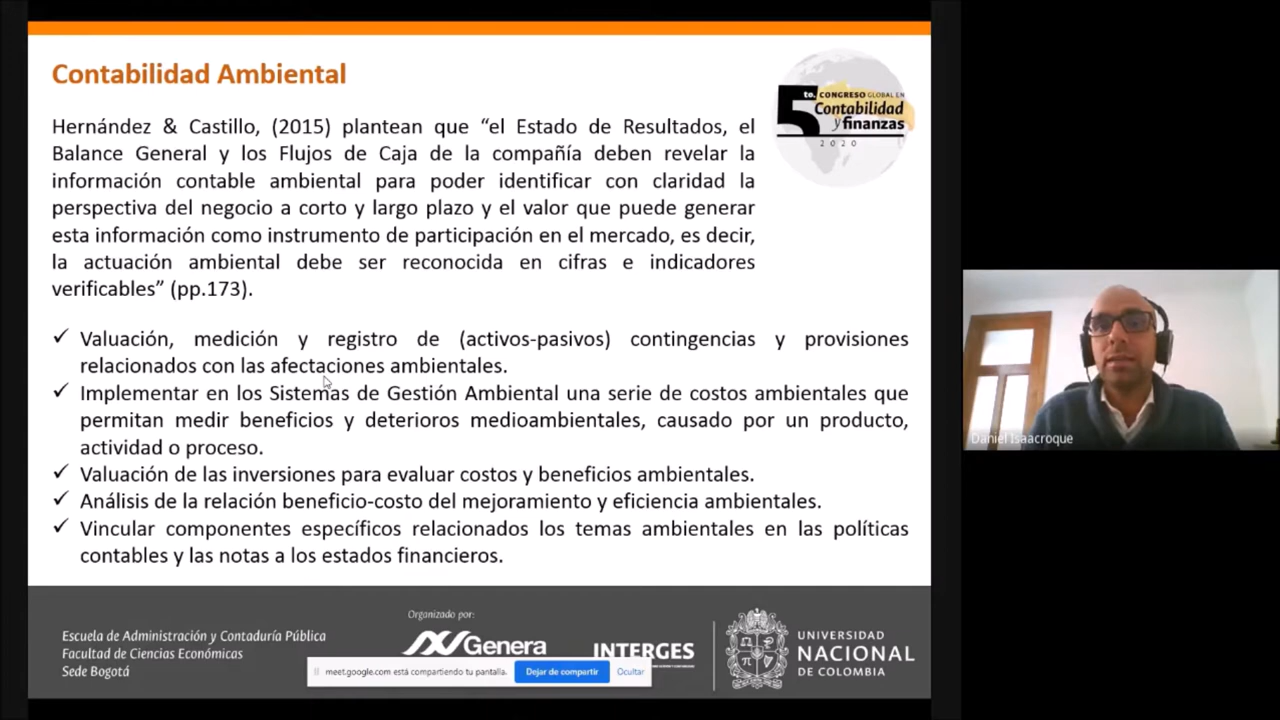 Contabilidad Ambiental
5to. CONGRESO GLOBAL EN
Contabilidad
y finanzas
2020
Hernández & Castillo, (2015) plantean que “el Estado de Resultados, el
Balance General y los Flujos de Caja de la compañía deben revelar la
información contable ambiental para poder identificar con claridad la
perspectiva del negocio a corto y largo plazo y el valor que puede generar
esta información como instrumento de participación en el mercado, es decir,
la actuación ambiental debe ser reconocida en cifras e indicadores
verificables” (pp.173).
✓ Valuación, medición y registro de (activos-pasivos) contingencias y provisiones
relacionados con las afectaciones ambientales.
✓ Implementar en los Sistemas de Gestión Ambiental una serie de costos ambientales que
permitan medir beneficios y deterioros medioambientales, causado por un producto,
actividad o proceso.
✓ Valuación de las inversiones para evaluar costos y beneficios ambientales.
✓ Análisis de la relación beneficio-costo del mejoramiento y eficiencia ambientales.
✓ Vincular componentes específicos relacionados los temas ambientales en las políticas
contables y las notas a los estados financieros.
Daniel Isaacroque
Escuela de Administración y Contaduría Pública
Facultad de Ciencias Económicas
Sede Bogotá
Organizado por:
Genera
INTERGES
UNIVERSIDAD
NACIONAL
DE COLOMBIA
meet.google.com está compartiendo tu pantalla.
Dejar de compartir
Ocultar